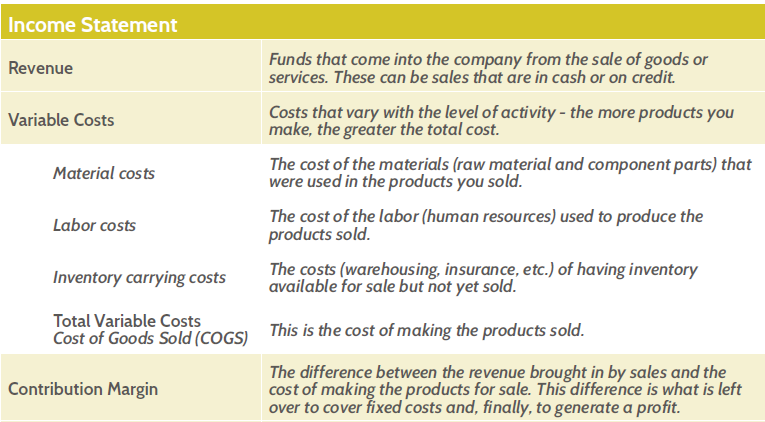 Income Statement
Revenue
Funds that come into the company from the sale of goods or
services. These can be sales that are in cash or on credit.
Variable Costs
Costs that vary with the level of activity - the more products you
make, the greater the total cost.
Material costs
The cost of the materials (raw material and component parts) that
were used in the products you sold.
Labor costs
The cost of the labor (human resources) used to produce the
products sold.
Inventory carrying costs
The costs (warehousing, insurance, etc.) of having inventory
available for sale but not yet sold.
Total Variable Costs
Cost of Goods Sold (COGS)
This is the cost of making the products sold.
Contribution Margin
The difference between the revenue brought in by sales and the
cost of making the products for sale. This difference is what is left
over to cover fixed costs and, finally, to generate a profit.